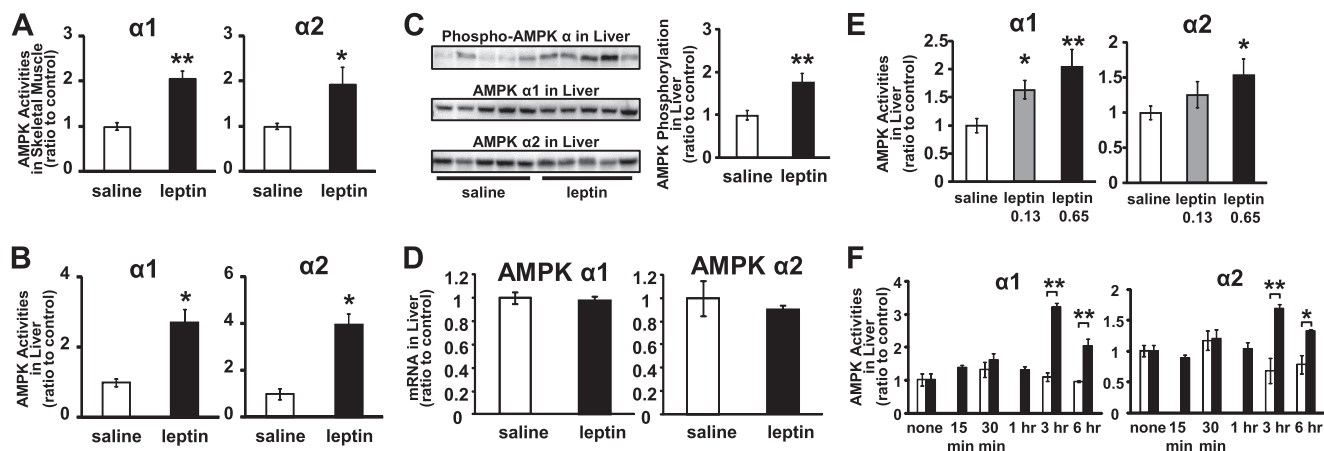 A
α1
α2
AMPK Activities
in Skeletal Muscle
(ratio to control)
3
2
1
0
3
2
1
0
**
*
saline leptin
saline leptin
B
α1
α2
AMPK Activities
in Liver
(ratio to control)
4
2
0
6
4
2
0
*
*
saline leptin
saline leptin
C
Phospho-AMPK α in Liver
AMPK α1 in Liver
AMPK α2 in Liver
saline leptin
AMPK Phosphorylation
in Liver
(ratio to control)
3
2
1
0
**
saline leptin
D
AMPK α1
AMPK α2
mRNA in Liver
(ratio to control)
1.2
1
0.8
0.6
0.4
0.2
0
1.2
1
0.8
0.6
0.4
0.2
0
saline leptin
saline leptin
E
α1
α2
AMPK Activities
in Liver
(ratio to control)
2.5
2
1.5
1
0.5
0
2
1.5
1
0.5
0
*
**
*
saline leptin leptin
0.13 0.65
saline leptin leptin
0.13 0.65
F
α1
α2
AMPK Activities
in Liver
(ratio to control)
4
3
2
1
0
2
1.5
1
0.5
0
**
**
**
*
none 15 30 1 hr 3 hr 6 hr
min min
none 15 30 1 hr 3 hr 6 hr
min min